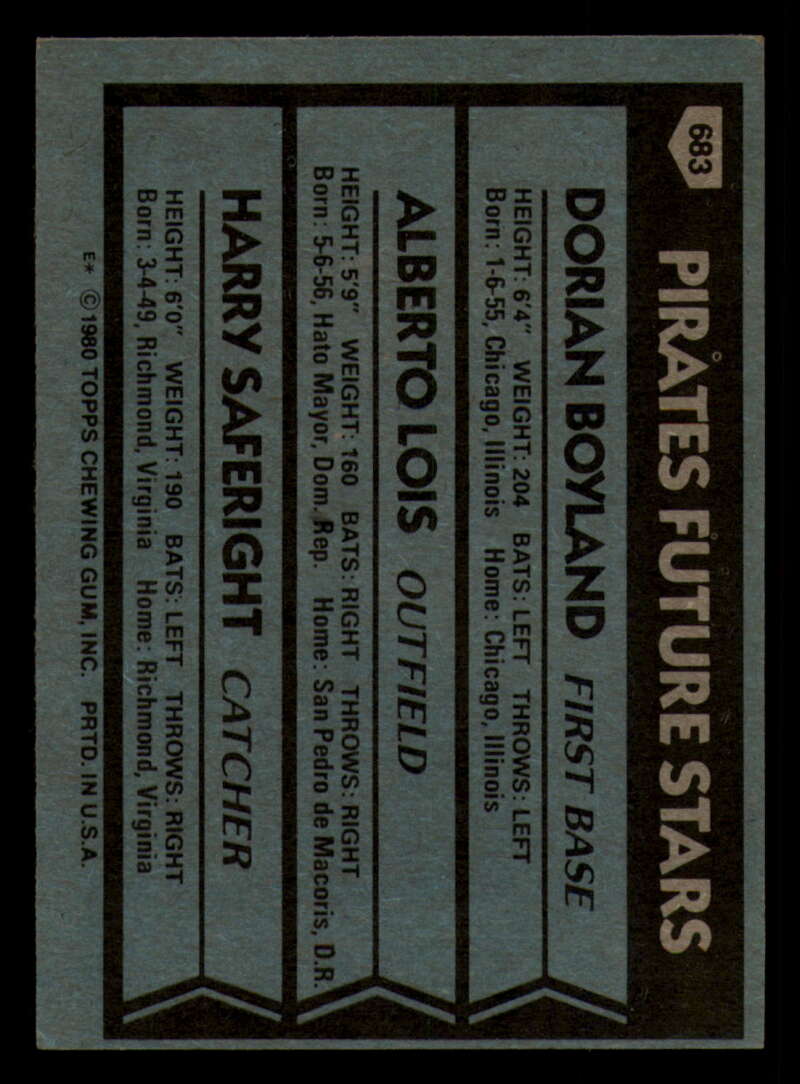 683
PIRATES FUTURE STARS
DORIAN BOYLAND FIRST BASE
HEIGHT: 6'4" WEIGHT: 204 BATS: LEFT THROWS: LEFT
Born: 1-6-55, Chicago, Illinois Home: Chicago, Illinois
ALBERTO LOIS OUTFIELD
HEIGHT: 5'9" WEIGHT: 160 BATS: RIGHT THROWS: RIGHT
Born: 5-6-56, Hato Mayor, Dom. Rep. Home: San Pedro de Macoris, D.R.
HARRY SAFERIGHT CATCHER
HEIGHT: 6'0" WEIGHT: 190 BATS: LEFT THROWS: RIGHT
Born: 3-4-49, Richmond, Virginia Home: Richmond, Virginia
E* © 1980 TOPPS CHEWING GUM, INC. PRTD. IN U.S.A.